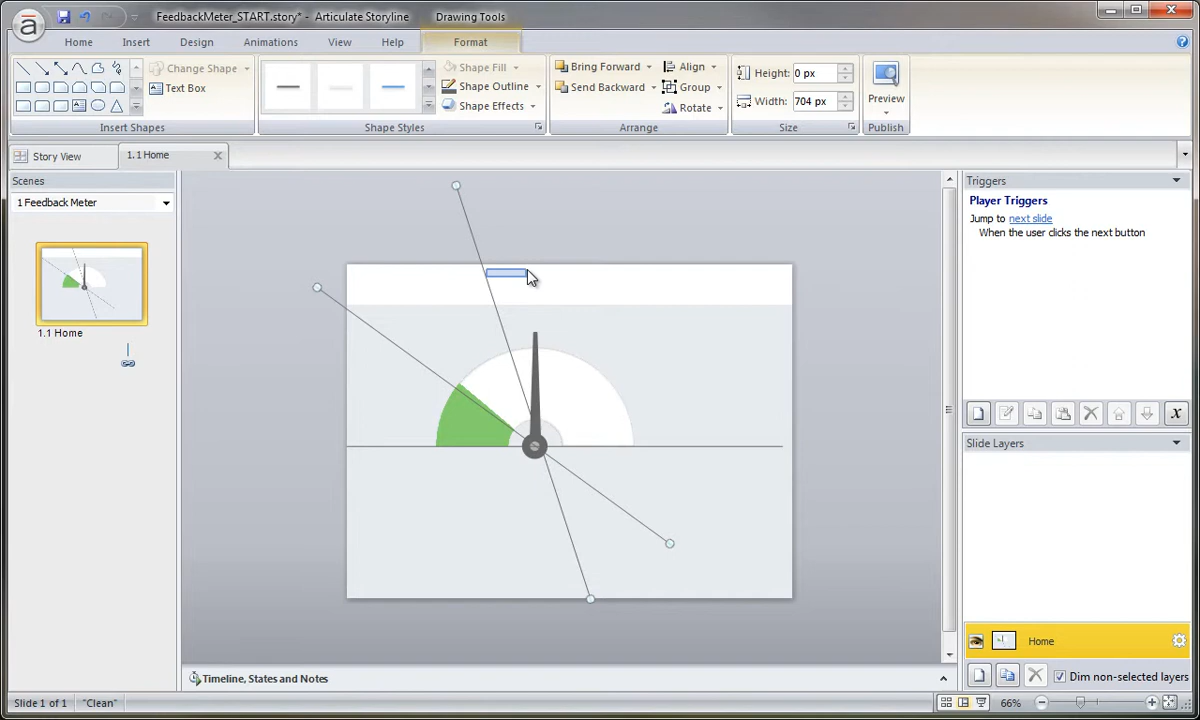 FeedbackMeter_START.story* - Articulate Storyline
Drawing Tools
Home
Insert
Design
Animations
View
Help
Format
Change Shape
Text Box
Insert Shapes
Shape Fill
Shape Outline
Shape Effects
Shape Styles
Bring Forward
Send Backward
Align
Group
Rotate
Arrange
Height: 0 px
Width: 704 px
Size
Preview
Publish
Story View
1.1 Home
Scenes
1 Feedback Meter
1.1 Home
Triggers
Player Triggers
Jump to next slide
When the user clicks the next button
x
Slide Layers
Home
Dim non-selected layers
Timeline, States and Notes
Slide 1 of 1
"Clean"
66%